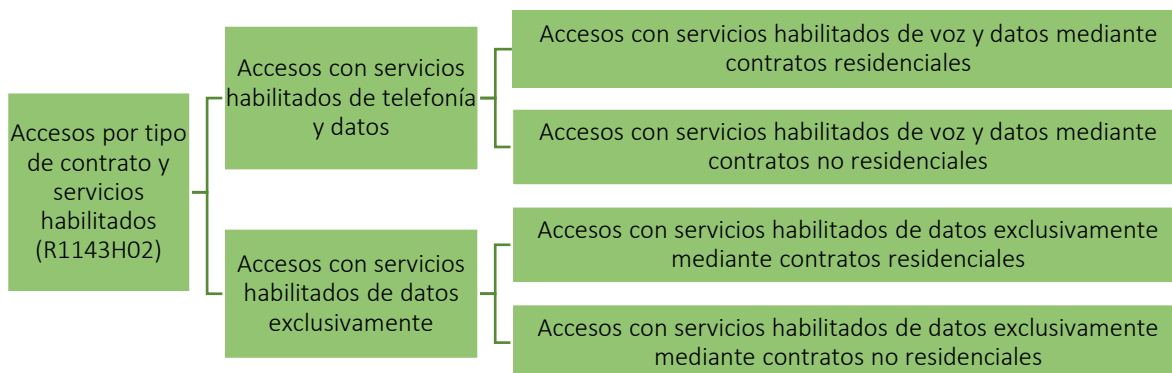 Accesos por tipo
de contrato y
servicios
habilitados
(R1143H02)
Accesos con servicios
habilitados de telefonía
y datos
Accesos con servicios habilitados de voz y datos mediante
contratos residenciales
Accesos con servicios habilitados de voz y datos mediante
contratos no residenciales
Accesos con servicios
habilitados de datos
exclusivamente
Accesos con servicios habilitados de datos exclusivamente
mediante contratos residenciales
Accesos con servicios habilitados de datos exclusivamente
mediante contratos no residenciales